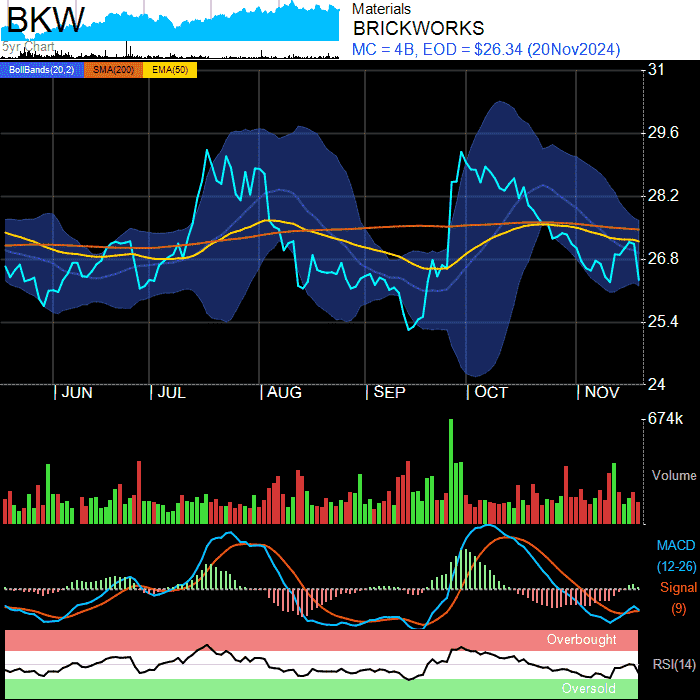 BKW
5yr Chart
Materials
BRICKWORKS
MC = 4B, EOD = $26.34 (20Nov2024)
BollBands(20,2) SMA(200) EMA(50)
31
29.6
28.2
26.8
25.4
24
JUN JUL AUG SEP OCT NOV
674k
Volume
MACD
(12-26)
Signal
(9)
Overbought
RSI(14)
Oversold